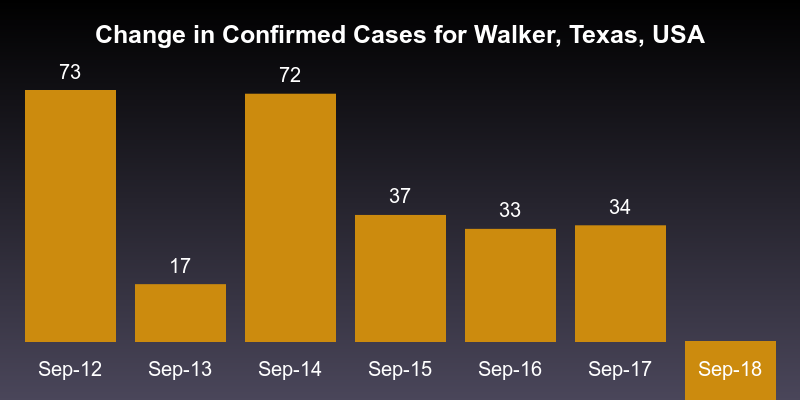 Change in Confirmed Cases for Walker, Texas, USA
73
17
72
37
33
34
Sep-12
Sep-13
Sep-14
Sep-15
Sep-16
Sep-17
Sep-18